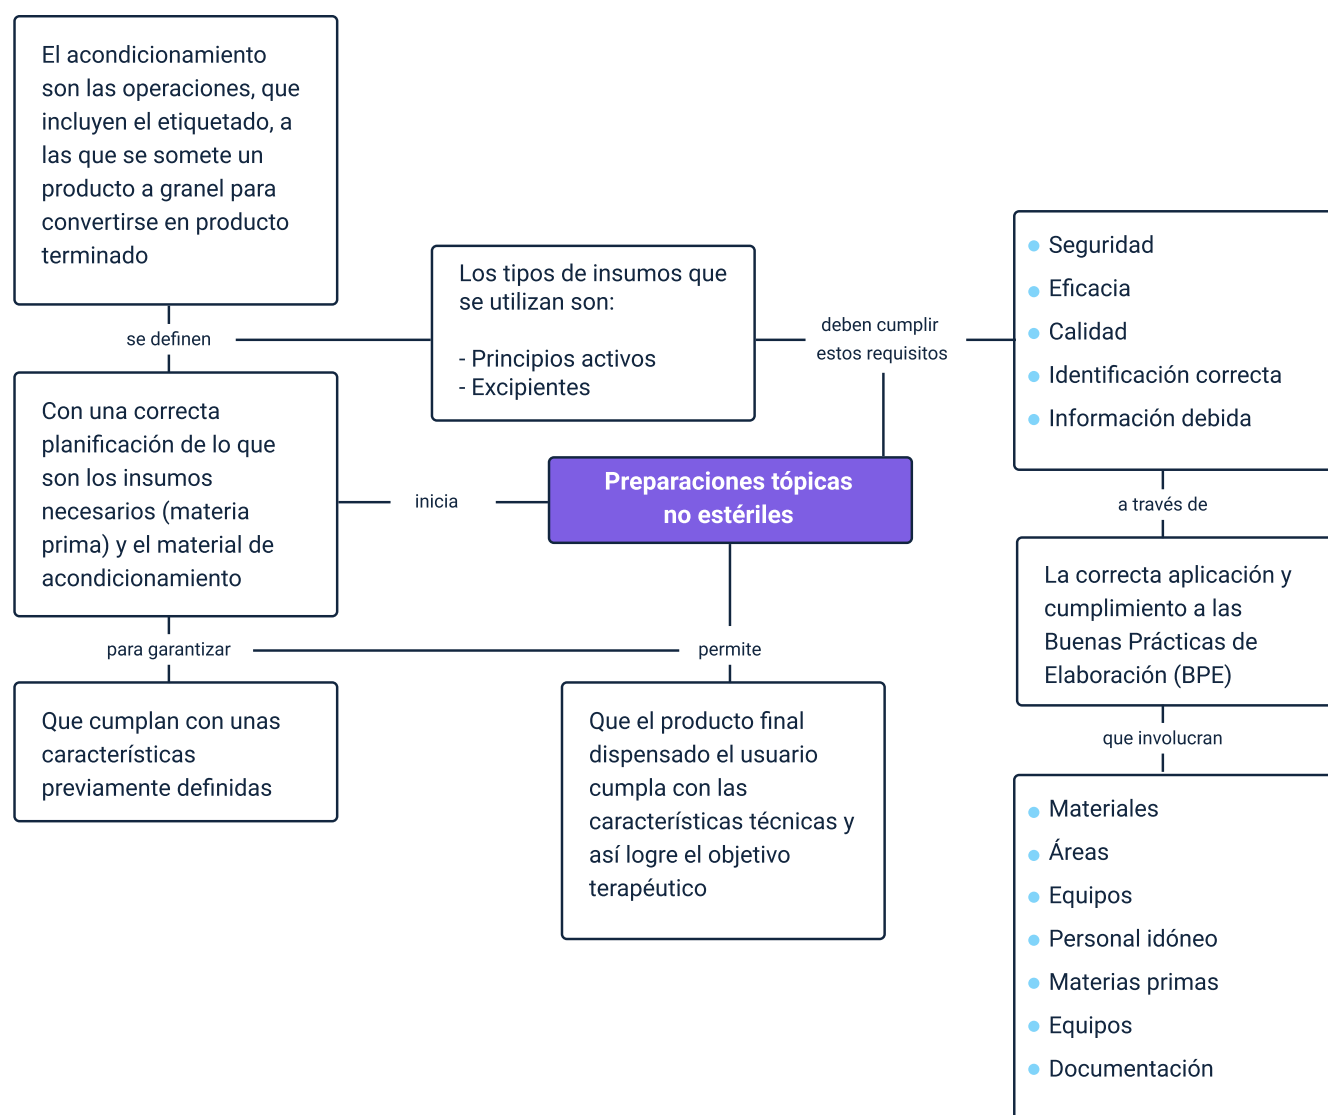 El acondicionamiento
son las operaciones, que
incluyen el etiquetado, a
las que se somete un
producto a granel para
convertirse en producto
terminado
se definen
Con una correcta
planificación de lo que
son los insumos
necesarios (materia
prima) y el material de
acondicionamiento
para garantizar
Que cumplan con unas
características
previamente definidas
Los tipos de insumos que
se utilizan son:
- Principios activos
- Excipientes
deben cumplir
estos requisitos
inicia
Preparaciones tópicas
no estériles
permite
Que el producto final
dispensado el usuario
cumpla con las
características técnicas y
así logre el objetivo
terapéutico
Seguridad
Eficacia
Calidad
Identificación correcta
Información debida
a través de
La correcta aplicación y
cumplimiento a las
Buenas Prácticas de
Elaboración (BPE)
que involucran
Materiales
Áreas
Equipos
Personal idóneo
Materias primas
Equipos
Documentación